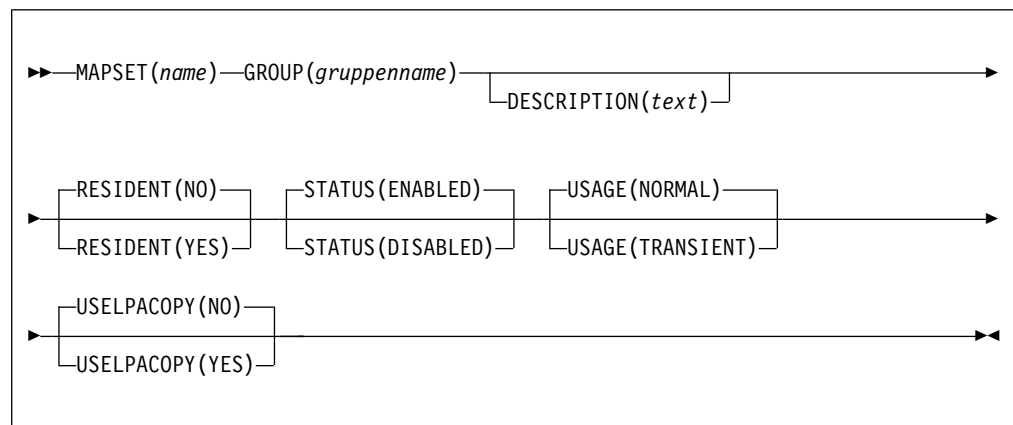 MAPSET(name) GROUP(gruppenname)
DESCRIPTION(text)
RESIDENT(NO) STATUS(ENABLED) USAGE(NORMAL)
RESIDENT(YES) STATUS(DISABLED) USAGE(TRANSIENT)
USELPACOPY(NO)
USELPACOPY(YES)